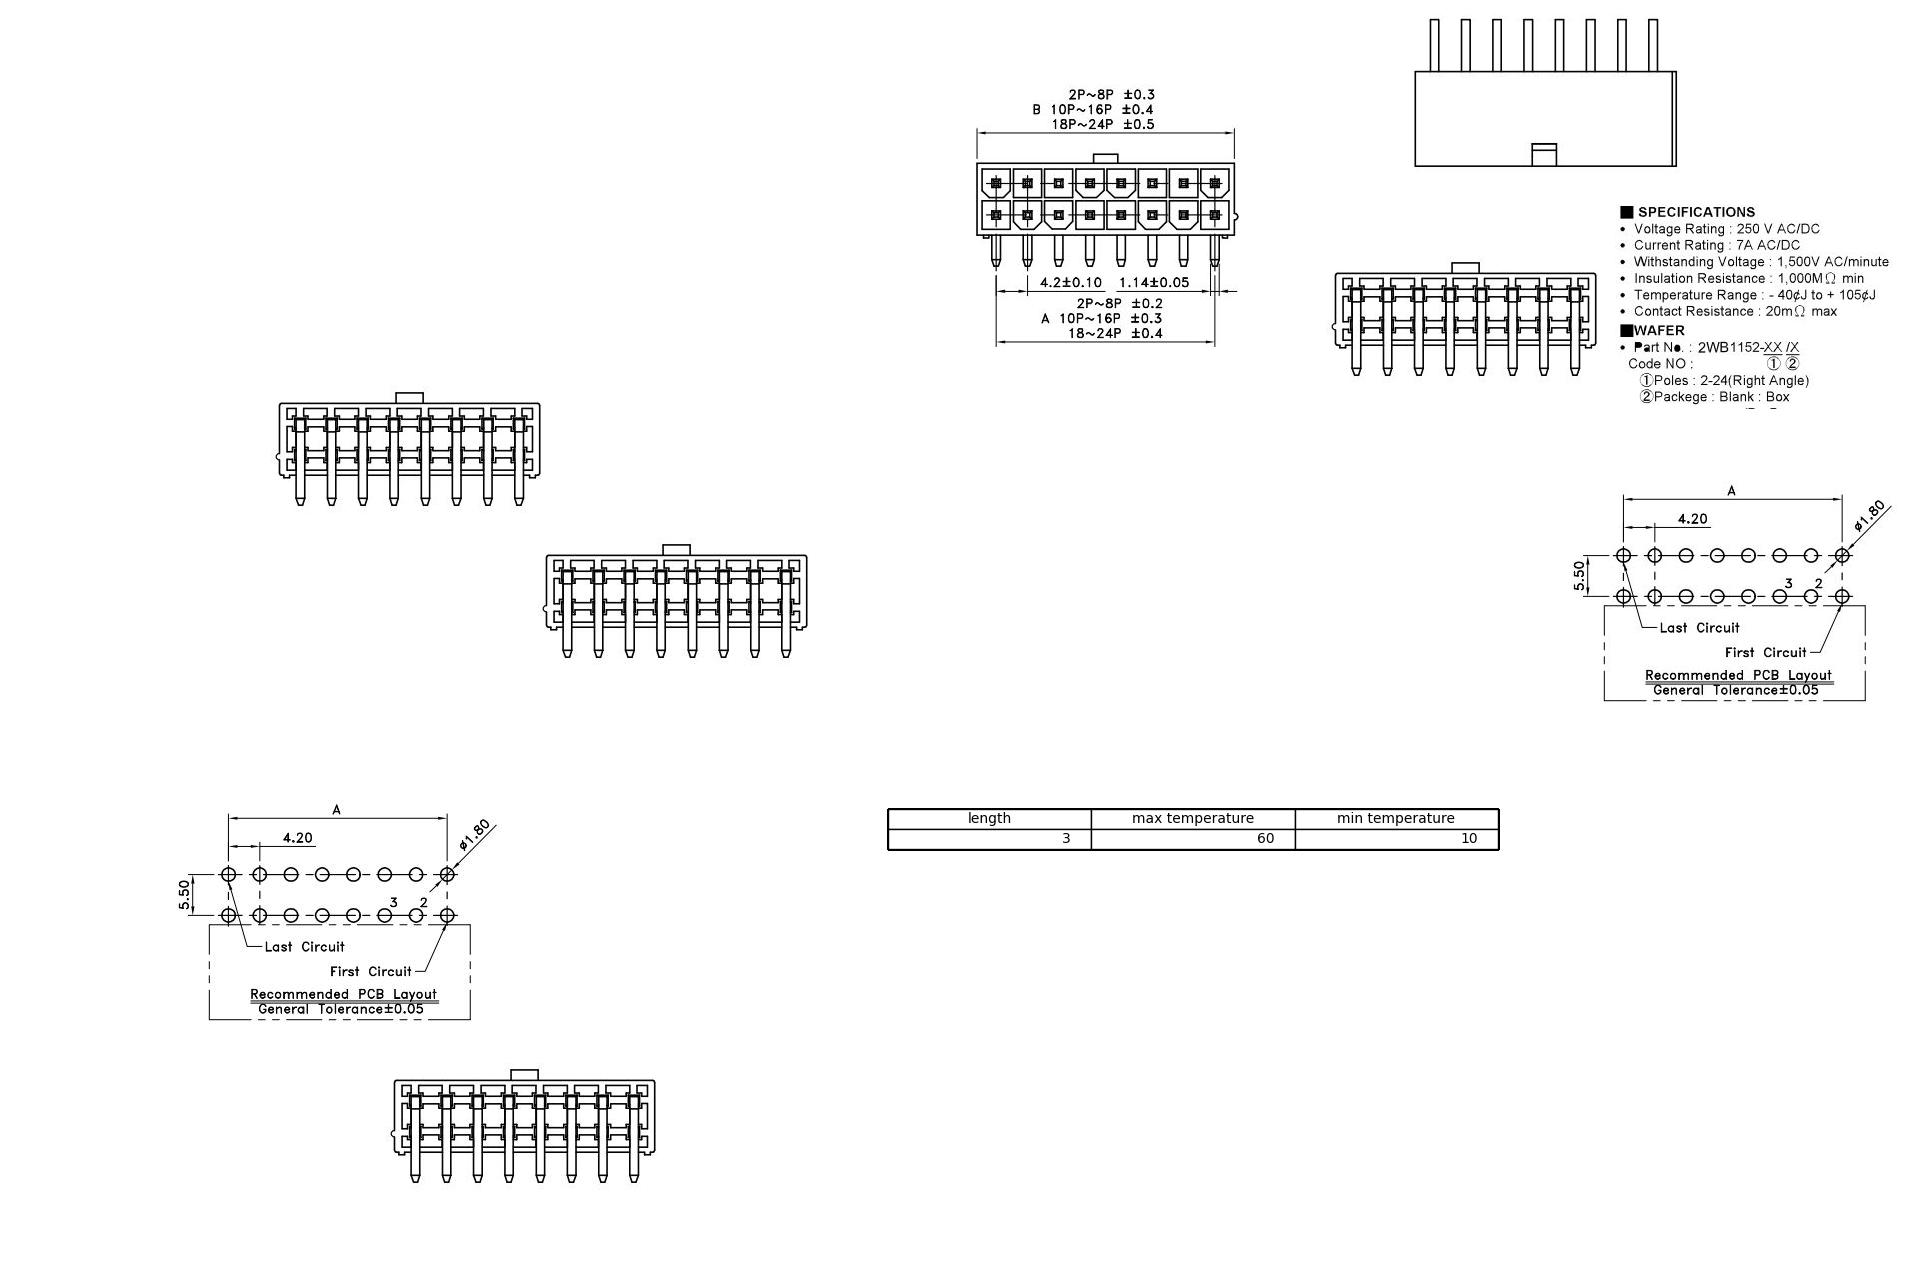 2P~8P ±0.3
B 10P~16P ±0.4
18P~24P ±0.5
4.2±0.10 1.14±0.05
2P~8P ±0.2
A 10P~16P ±0.3
18~24P ±0.4
■ SPECIFICATIONS
• Voltage Rating : 250 V AC/DC
• Current Rating : 7A AC/DC
• Withstanding Voltage : 1,500V AC/minute
• Insulation Resistance : 1,000MΩ min
• Temperature Range : - 40¢J to + 105¢J
• Contact Resistance : 20mΩ max
■WAFER
• Part No. : 2WB1152-XX /X
Code NO : ① ②
①Poles : 2-24(Right Angle)
②Packege : Blank : Box
A
4.20
ø1.80
5.50
3 2
Last Circuit
First Circuit
Recommended PCB Layout
General Tolerance±0.05
length max temperature min temperature
3 60 10
A
4.20
ø1.80
5.50
3 2
Last Circuit
First Circuit
Recommended PCB Layout
General Tolerance±0.05